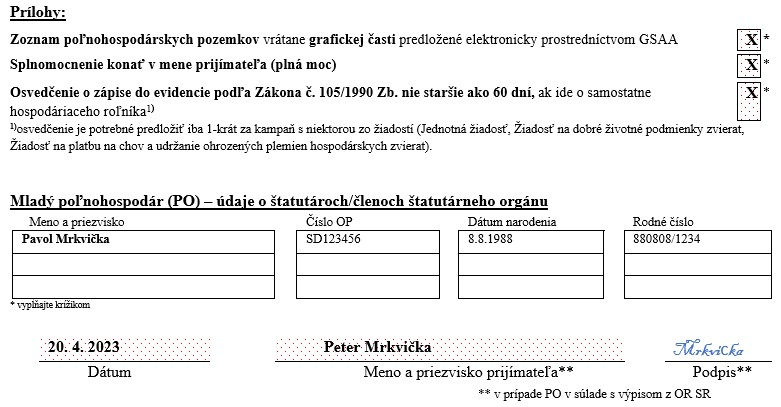 Prílohy:
Zoznam poľnohospodárskych pozemkov vrátane grafickej časti predložené elektronicky prostredníctvom GSAA X *
Splnomocnenie konať v mene prijímateľa (plná moc) X *
Osvedčenie o zápise do evidencie podľa Zákona č. 105/1990 Zb. nie staršie ako 60 dní, ak ide o samostatne X *
hospodáriaceho roľníka1)
1)osvedčenie je potrebné predložiť iba 1-krát za kampaň s niektorou zo žiadostí (Jednotná žiadosť, Žiadosť na dobré životné podmienky zvierat,
Žiadosť na platbu na chov a udržanie ohrozených plemien hospodárskych zvierat).
Mladý poľnohospodár (PO) – údaje o štatutároch/členoch štatutárneho orgánu
Meno a priezvisko Číslo OP Dátum narodenia Rodné číslo
Pavol Mrkvička SD123456 8.8.1988 880808/1234
* vyplňajte krížikom
20. 4. 2023 Peter Mrkvička Mrkvička
Dátum Meno a priezvisko prijímateľa** Podpis**
** v prípade PO v súlade s výpisom z OR SR